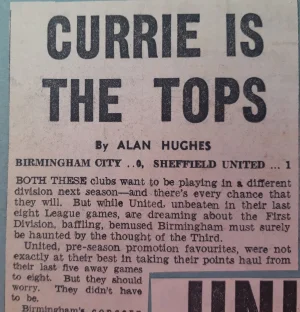 CURRIE IS
THE TOPS
By ALAN HUGHES
BIRMINGHAM CITY ..0, SHEFFIELD UNITED ... 1
BOTH THESE clubs want to be playing in a different
division next season—and there's every chance that
they will. But while United, unbeaten in their last
eight League games, are dreaming about the First
Division, baffling, bemused Birmingham must surely
be haunted by the thought of the Third.
United, pre-season promotion favourites, were not
exactly at their best in taking their points haul from
their last five away games
to eight. But they should
worry. They didn't have
to be.
Birmingham's